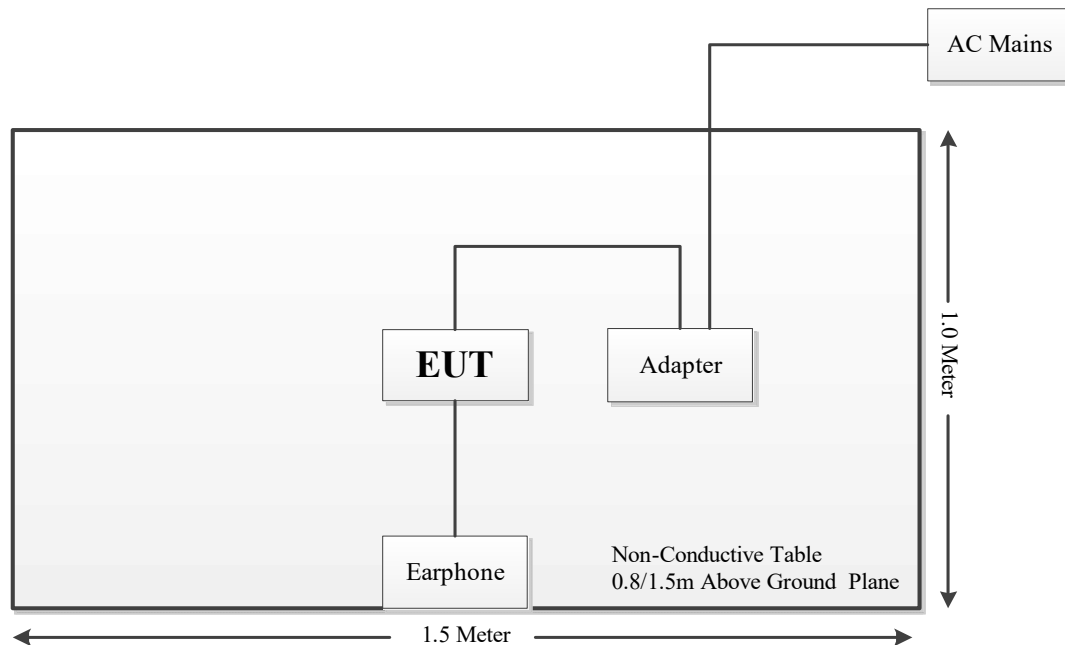 AC Mains
EUT
Adapter
1.0 Meter
Earphone
Non-Conductive Table
0.8/1.5m Above Ground Plane
1.5 Meter